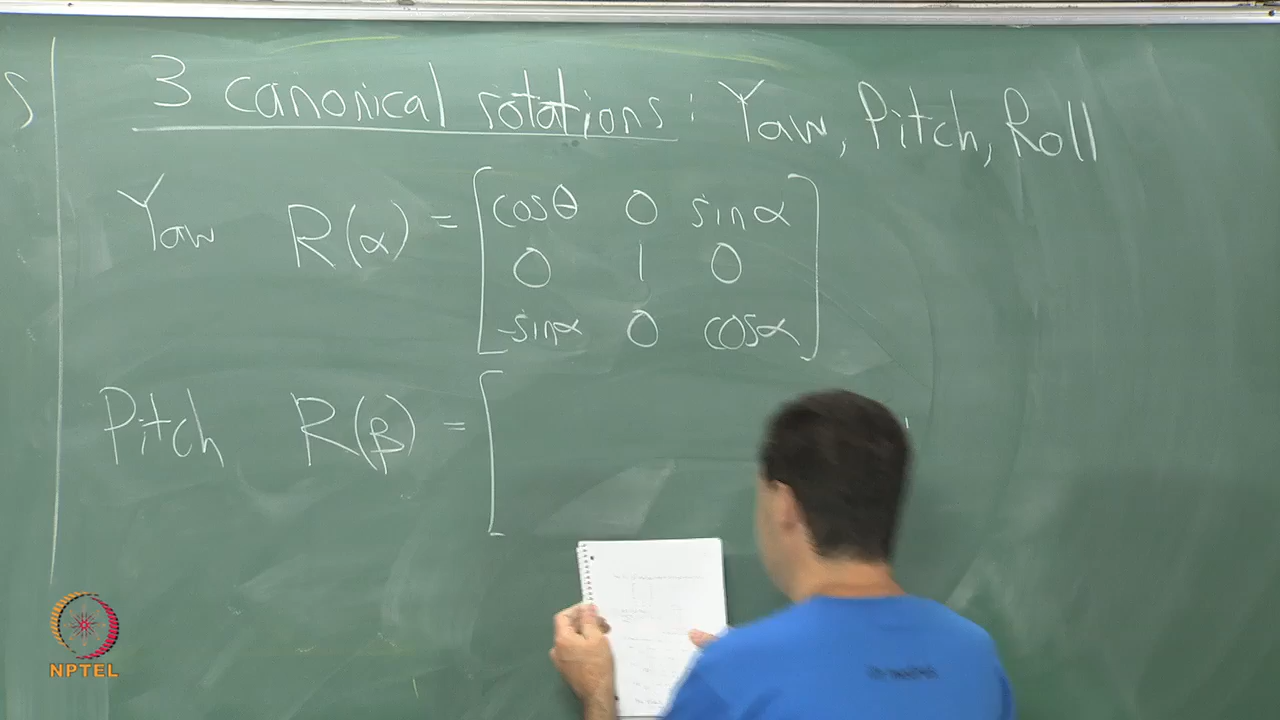 S
3 canonical rotations: Yaw, Pitch, Roll
Yaw R(α) = [cosθ 0 sinα
0 1 0
-sinα 0 cosα]
Pitch R(β) = [
NPTEL